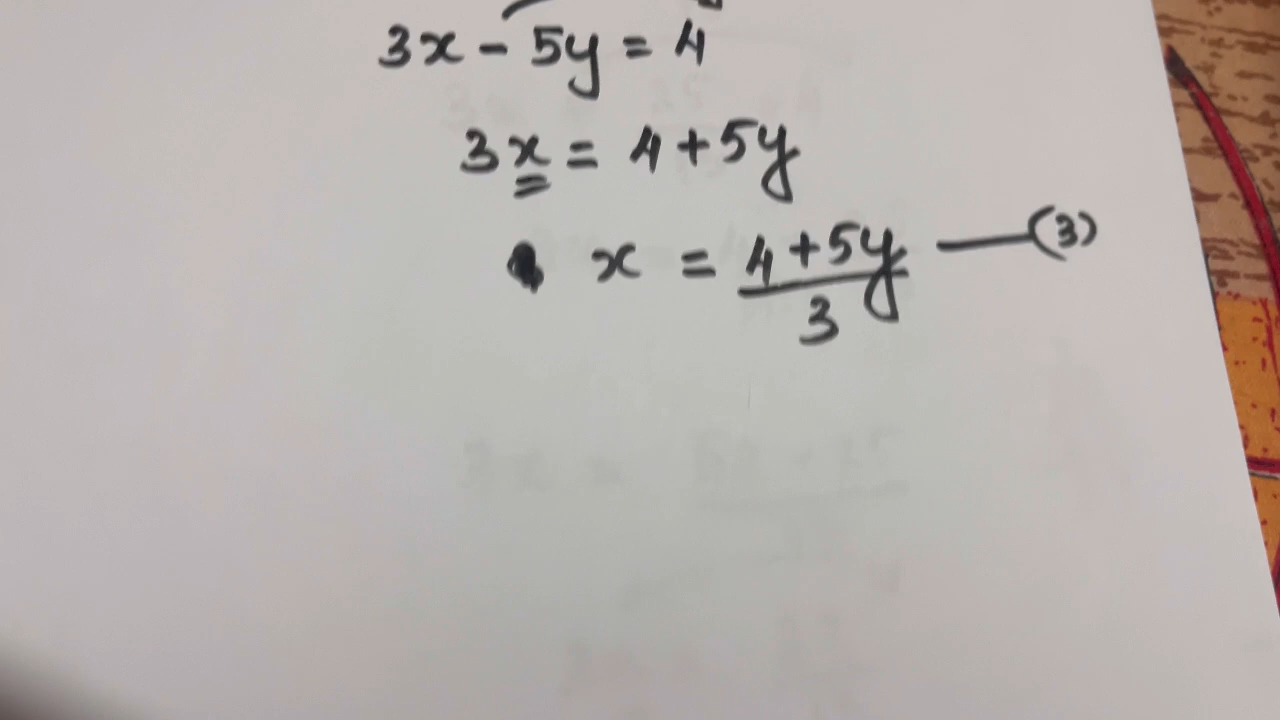 3x - 5y = 4
3x = 4 + 5y
x = 4 + 5y —(3)
3